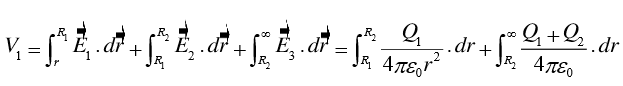 V₁ = ∫_{r}^{R₁} E⃗₁ · dr⃗ + ∫_{R₁}^{R₂} E⃗₂ · dr⃗ + ∫_{R₂}^{∞} E⃗₃ · dr⃗ = ∫_{R₁}^{R₂} Q₁/(4πε₀r²) · dr + ∫_{R₂}^{∞} (Q₁ + Q₂)/(4πε₀) · dr